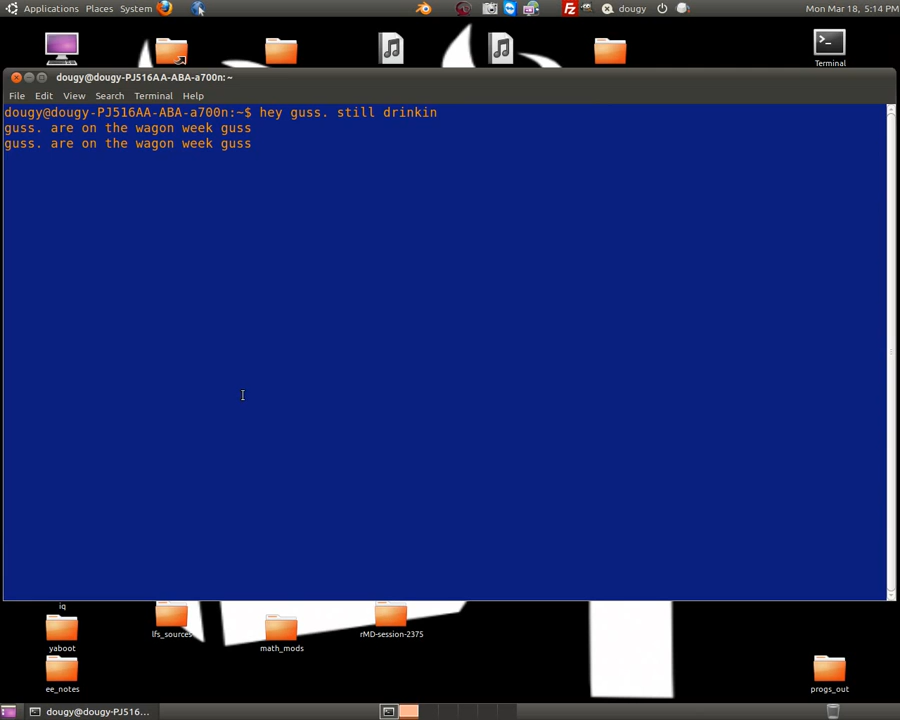 Applications Places System dougy Mon Mar 18, 5:14 PM
Terminal
dougy@dougy-PJ516AA-ABA-a700n: ~
File Edit View Search Terminal Help
dougy@dougy-PJ516AA-ABA-a700n:~$ hey guss. still drinkin
guss. are on the wagon week guss
guss. are on the wagon week guss
iq
lfs_sources
rMD-session-2375
yaboot
math_mods
ee_notes
progs_out
dougy@dougy-PJ516...